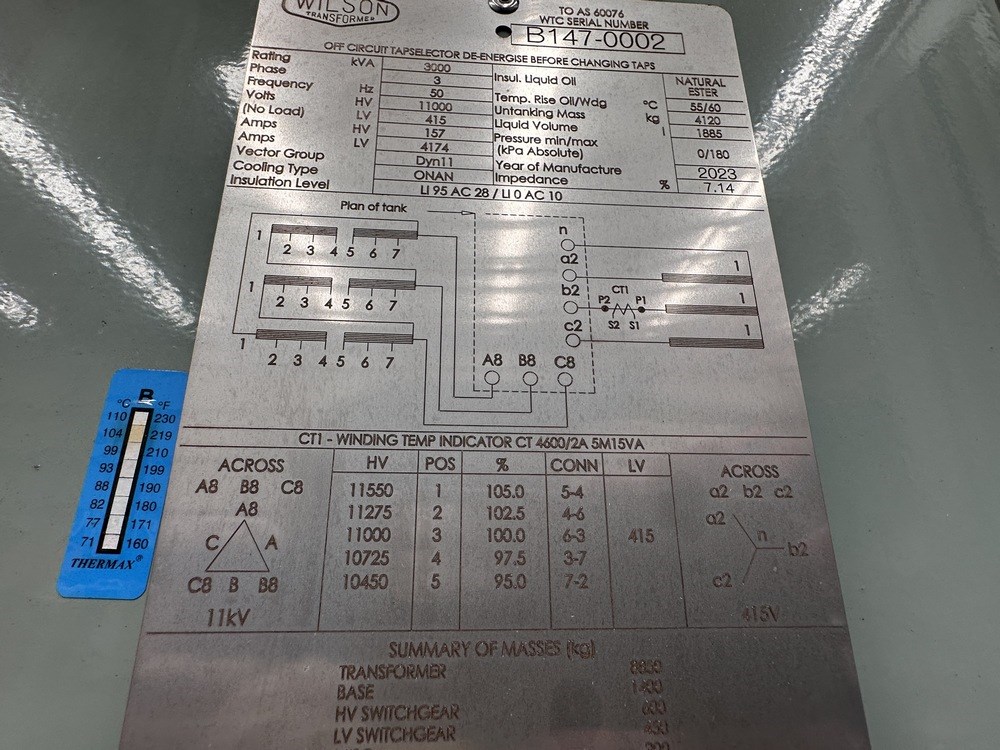 WILSON
TRANSFORMER
TO AS 60076
WTC SERIAL NUMBER
B147-0002
OFF CIRCUIT TAPSELECTOR DE-ENERGISE BEFORE CHANGING TAPS
Rating kVA 3000
Phase 3
Frequency Hz 50
Volts HV 11000
(No Load) LV 415
Amps HV 157
Amps LV 4174
Vector Group Dyn11
Cooling Type ONAN
Insulation Level LI 95 AC 28 / LI 0 AC 10
Insul. Liquid Oil NATURAL ESTER
Temp. Rise Oil/Wdg °C 55/60
Untanking Mass kg 4120
Liquid Volume l 1885
Pressure min/max
(kPa Absolute) 0/180
Year of Manufacture 2023
Impedance % 7.14
Plan of tank
1 2 3 4 5 6 7
1 2 3 4 5 6 7
1 2 3 4 5 6 7
n
a2 1
b2 P2 CT1 P1 1
S2 S1
c2 1
A8 B8 C8
CT1 - WINDING TEMP INDICATOR CT 4600/2A 5M15VA
ACROSS HV POS % CONN LV ACROSS
A8 B8 C8 a2 b2 c2
11550 1 105.0 5-4
11275 2 102.5 4-6
11000 3 100.0 6-3 415
10725 4 97.5 3-7
10450 5 95.0 7-2
A8
C A
C8 B B8
11kV
a2
n
b2
c2
415V
SUMMARY OF MASSES (kg)
TRANSFORMER
BASE
HV SWITCHGEAR
LV SWITCHGEAR
B
°C °F
110 230
104 219
99 210
93 199
88 190
82 180
77 171
71 160
THERMAX®